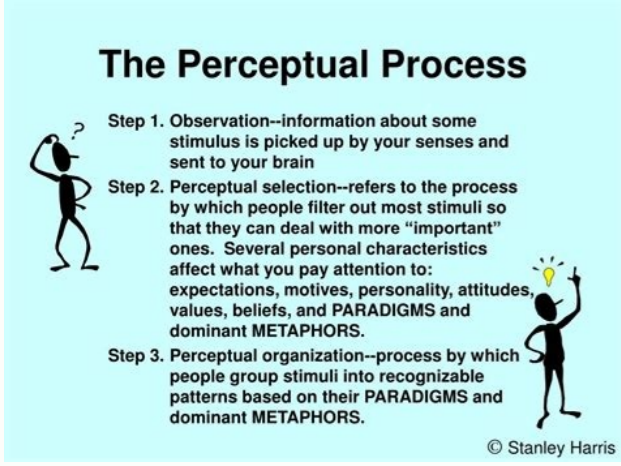 The Perceptual Process
?
Step 1. Observation--information about some
stimulus is picked up by your senses and
sent to your brain
Step 2. Perceptual selection--refers to the process
by which people filter out most stimuli so
that they can deal with more “important”
ones. Several personal characteristics
affect what you pay attention to:
expectations, motives, personality, attitudes,
values, beliefs, and PARADIGMS and
dominant METAPHORS.
Step 3. Perceptual organization--process by which
people group stimuli into recognizable
patterns based on their PARADIGMS and
dominant METAPHORS.
© Stanley Harris